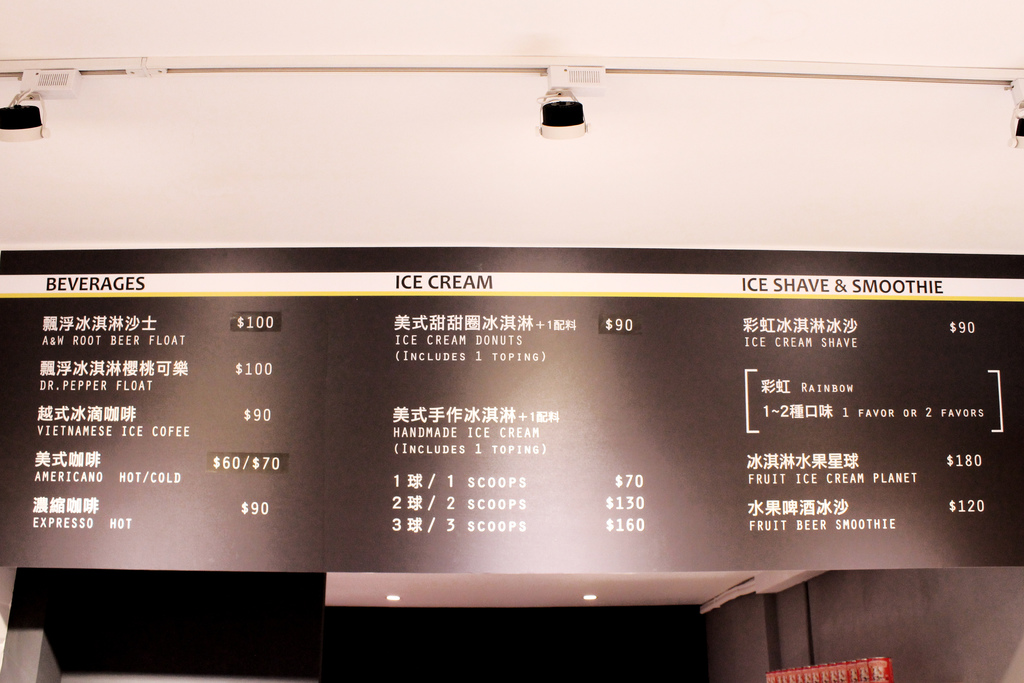 BEVERAGES
飄浮冰淇淋沙士 $100
A&W ROOT BEER FLOAT
飄浮冰淇淋櫻桃可樂 $100
DR.PEPPER FLOAT
越式冰滴咖啡 $90
VIETNAMESE ICE COFEE
美式咖啡 $60/$70
AMERICANO HOT/COLD
濃縮咖啡 $90
EXPRESSO HOT
ICE CREAM
美式甜甜圈冰淇淋+1配料 $90
ICE CREAM DONUTS
(INCLUDES 1 TOPING)
美式手作冰淇淋+1配料
HANDMADE ICE CREAM
(INCLUDES 1 TOPING)
1球/1 SCOOPS $70
2球/2 SCOOPS $130
3球/3 SCOOPS $160
ICE SHAVE & SMOOTHIE
彩虹冰淇淋冰沙 $90
ICE CREAM SHAVE
彩虹 RAINBOW
1~2種口味 1 FAVOR OR 2 FAVORS
冰淇淋水果星球 $180
FRUIT ICE CREAM PLANET
水果啤酒冰沙 $120
FRUIT BEER SMOOTHIE